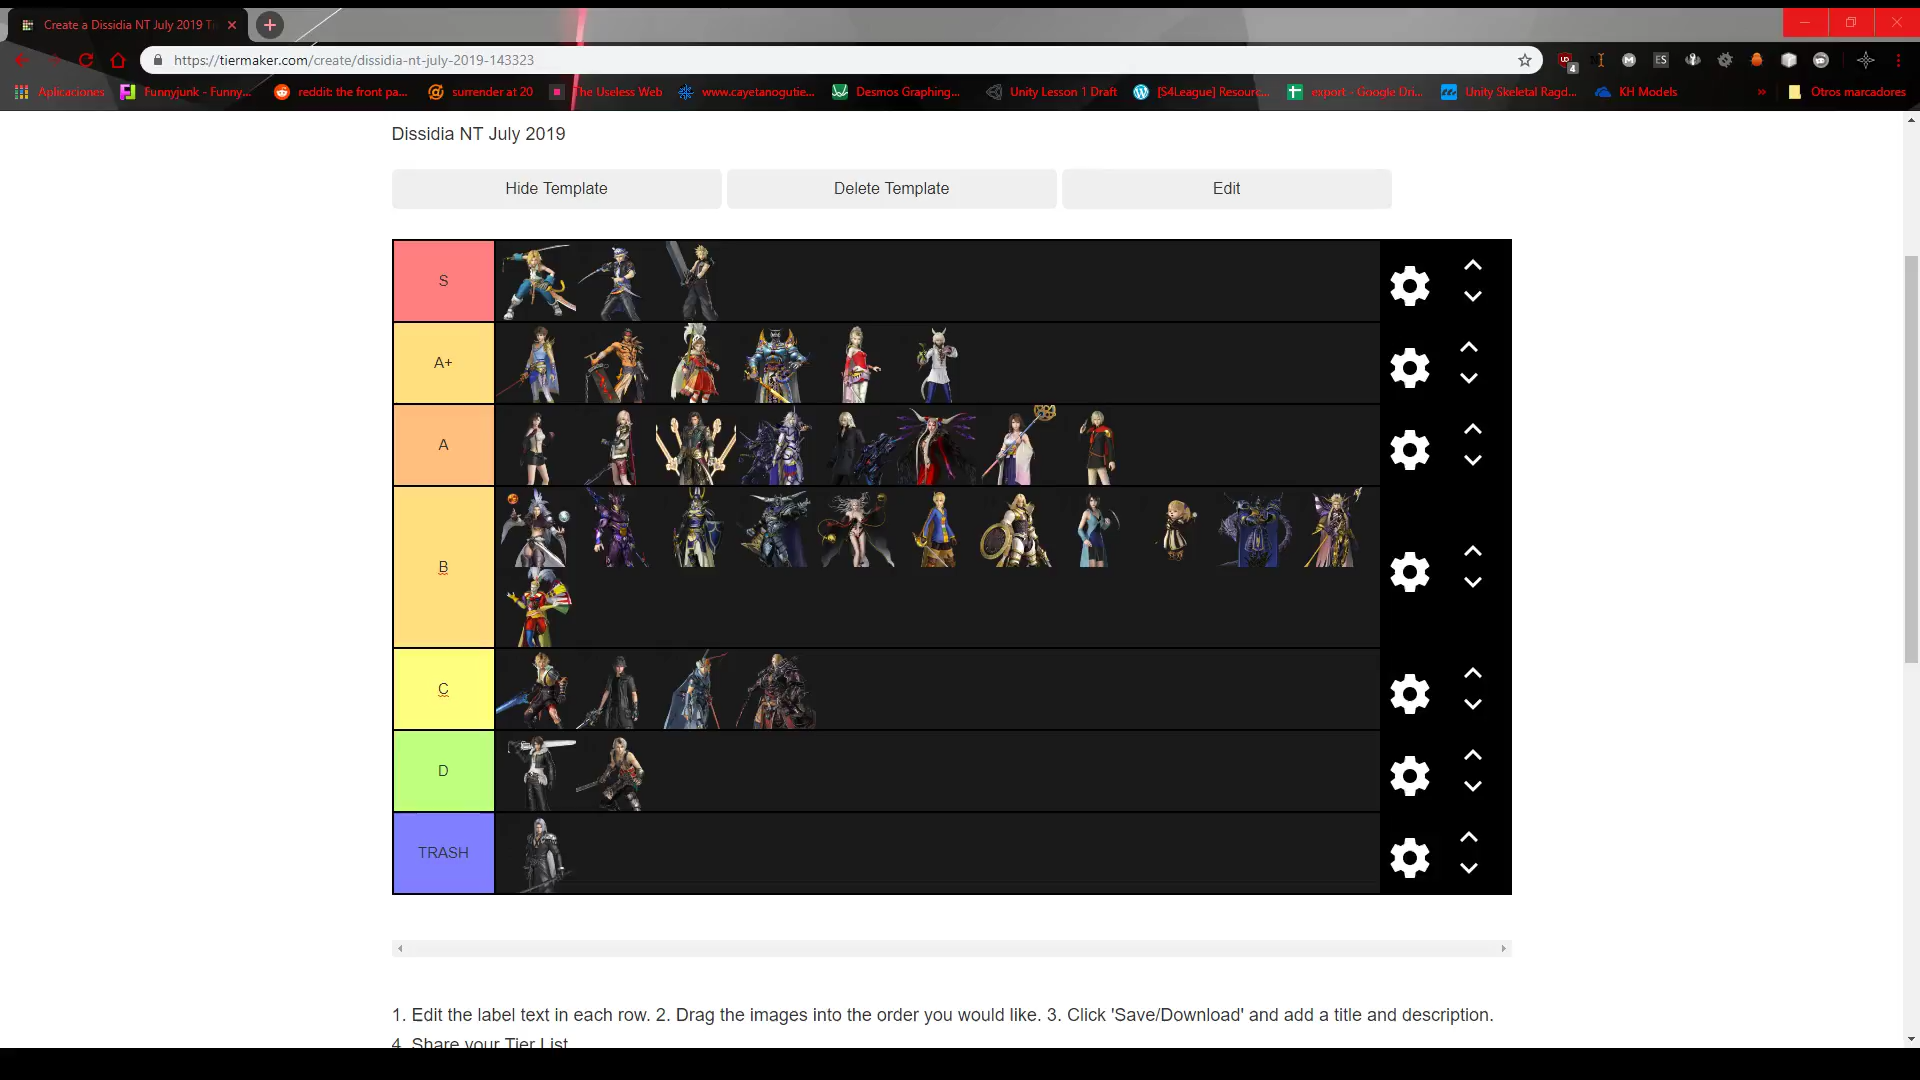 Create a Dissidia NT July 2019 Ti
https://tiermaker.com/create/dissidia-nt-july-2019-143323
4
ES
Aplicaciones
Funnyjunk - Funny...
reddit: the front pa...
surrender at 20
The Useless Web
www.cayetanogutie...
Desmos Graphing...
Unity Lesson 1 Draft
[S4League] Resourc...
export - Google Dri...
Unity Skeletal Ragd...
KH Models
»
Otros marcadores
Dissidia NT July 2019
Hide Template
Delete Template
Edit
S
A+
A
B
C
D
TRASH
1. Edit the label text in each row. 2. Drag the images into the order you would like. 3. Click 'Save/Download' and add a title and description.
4. Share your Tier List